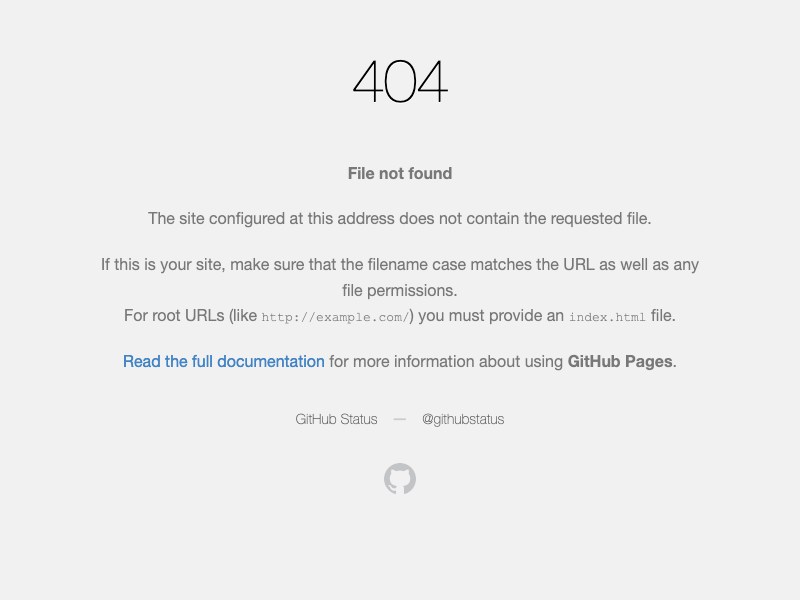 404
File not found
The site configured at this address does not contain the requested file.
If this is your site, make sure that the filename case matches the URL as well as any
file permissions.
For root URLs (like http://example.com/) you must provide an index.html file.
Read the full documentation for more information about using GitHub Pages.
GitHub Status — @githubstatus